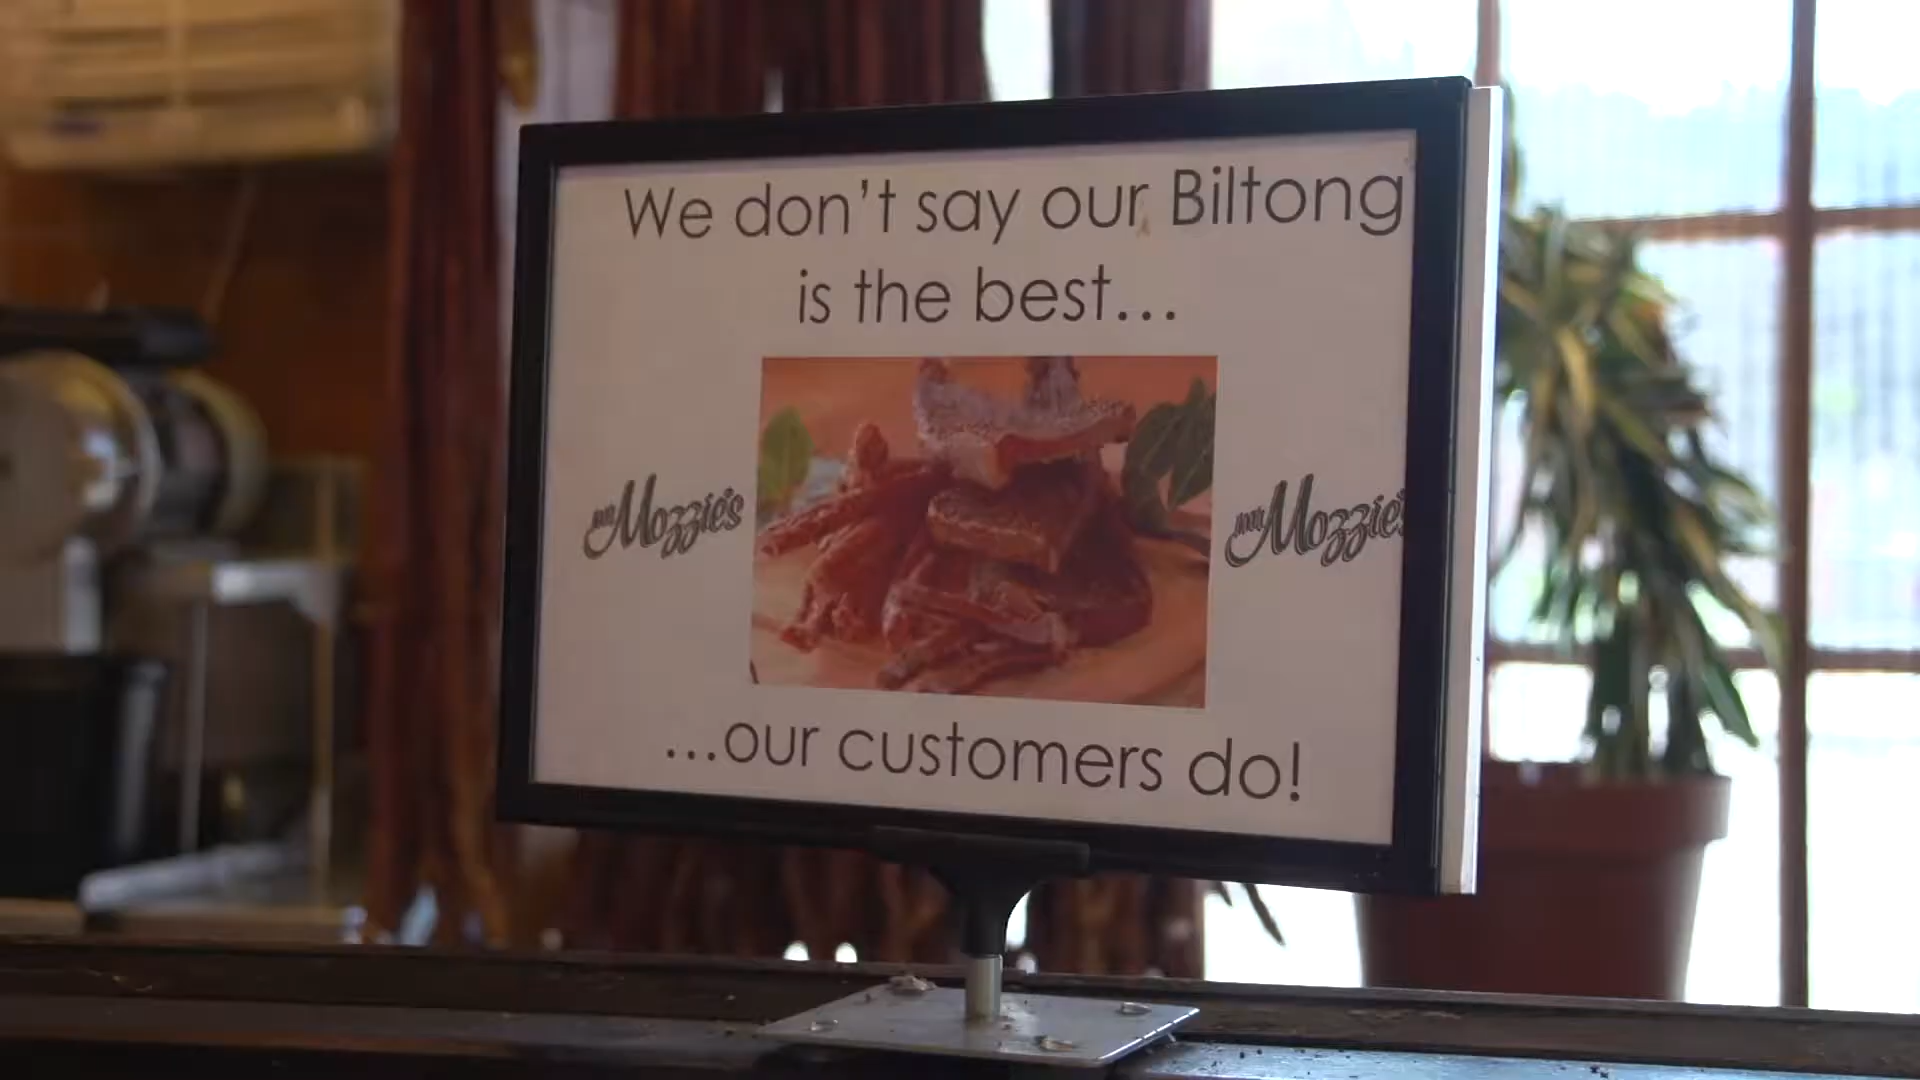 We don't say our Biltong
is the best...
Mozzie's
Mozzie's
...our customers do!